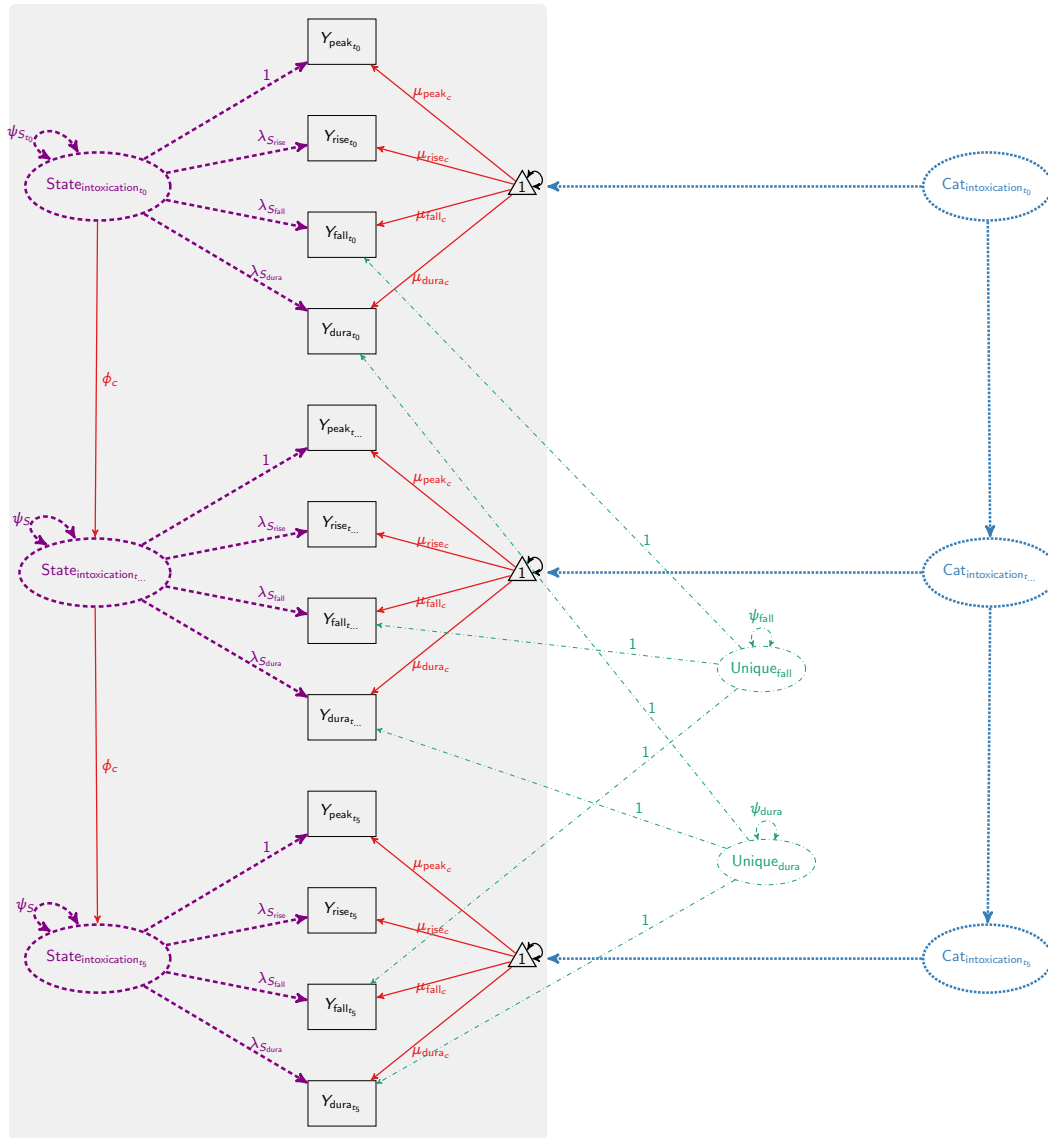 Y_peak_t0
1
μ_peak_c
ψ_S_t0
λ_S_rise
Y_rise_t0
μ_rise_c
State_intoxication_t0
1
Cat_intoxication_t0
λ_S_fall
Y_fall_t0
μ_fall_c
λ_S_dura
μ_dura_c
Y_dura_t0
ϕ_c
Y_peak_t...
1
μ_peak_c
ψ_S
λ_S_rise
Y_rise_t...
μ_rise_c
1
State_intoxication_t...
1
Cat_intoxication_t...
λ_S_fall
Y_fall_t...
μ_fall_c
ψ_fall
1
λ_S_dura
μ_dura_c
Unique_fall
Y_dura_t...
1
1
ϕ_c
Y_peak_t5
1
ψ_dura
1
μ_peak_c
Unique_dura
ψ_S
λ_S_rise
Y_rise_t5
μ_rise_c
1
State_intoxication_t5
1
Cat_intoxication_t5
λ_S_fall
Y_fall_t5
μ_fall_c
λ_S_dura
μ_dura_c
Y_dura_t5